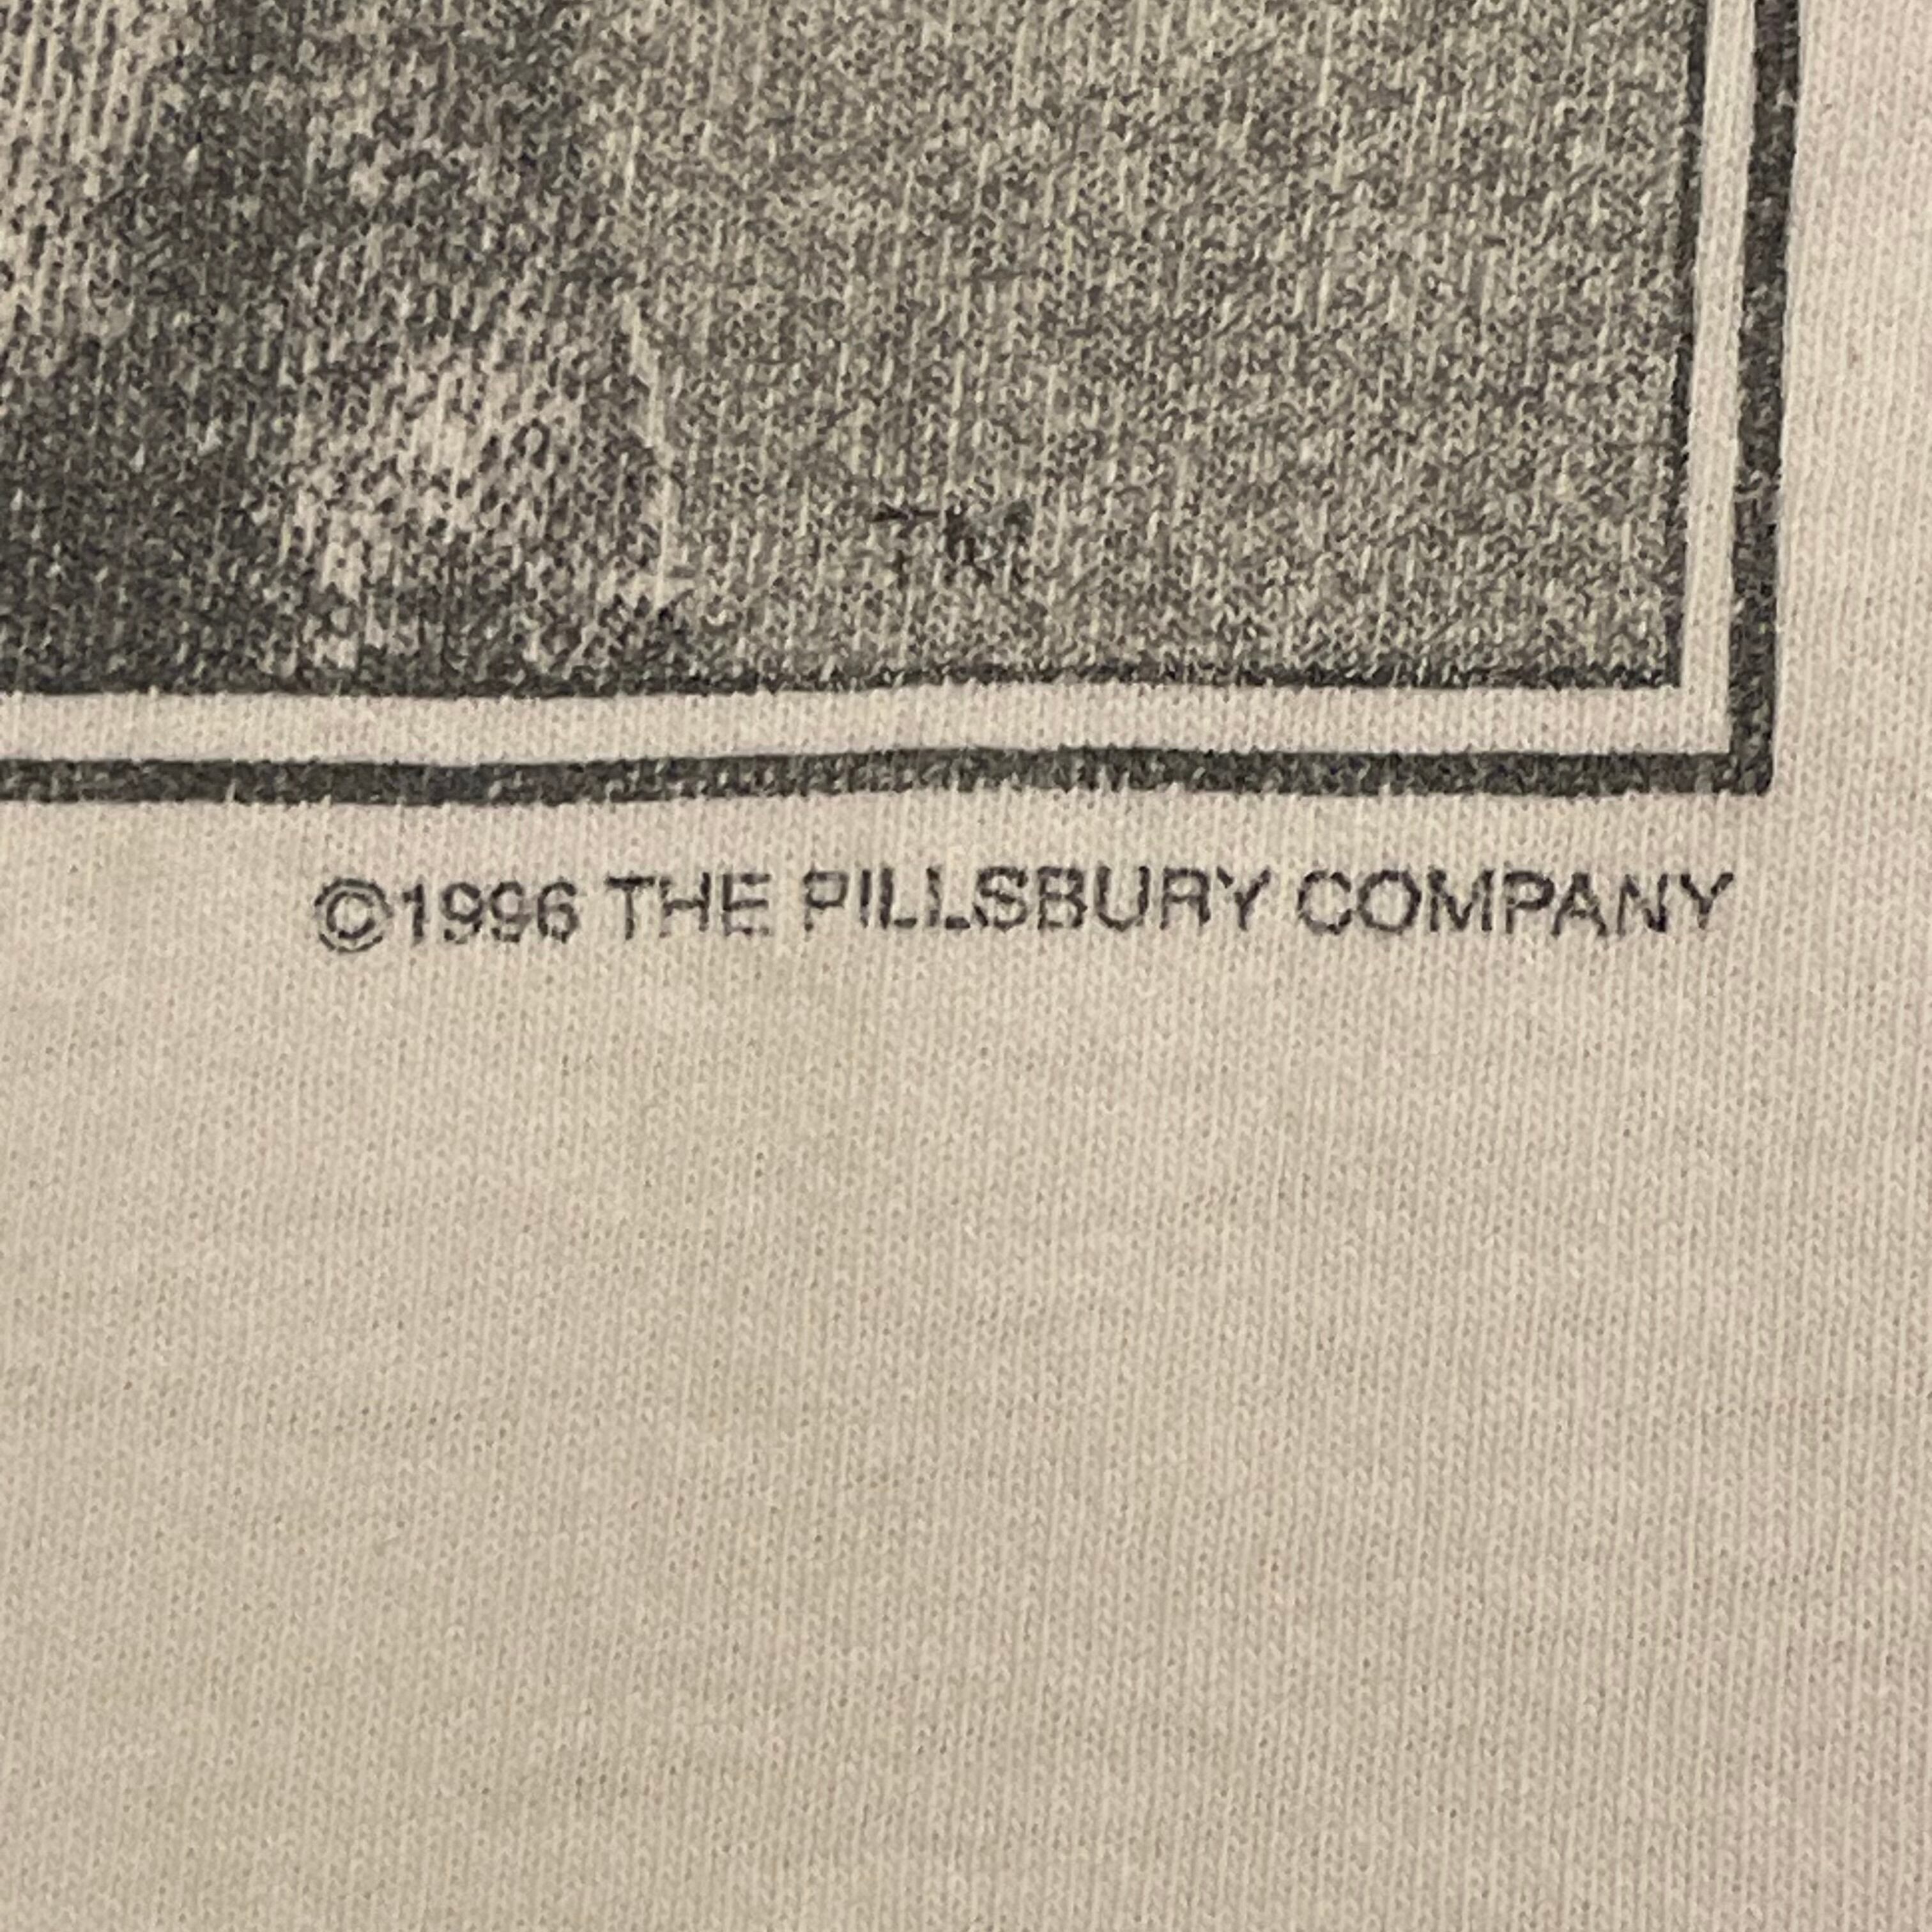 TM
©1996 THE PILLSBURY COMPANY